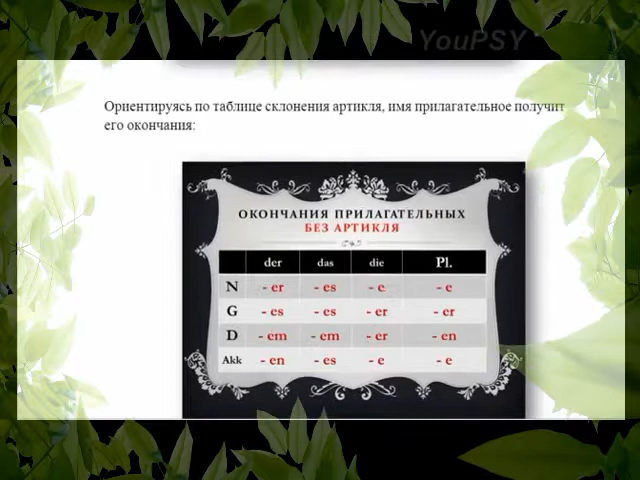 YouPSY
Ориентируясь по таблице склонения артикля, имя прилагательное получит
его окончания:
ОКОНЧАНИЯ ПРИЛАГАТЕЛЬНЫХ
БЕЗ АРТИКЛЯ
der das die Pl.
N - er - es - e - e
G - es - es - er - er
D - em - em - er - en
Akk - en - es - e - e